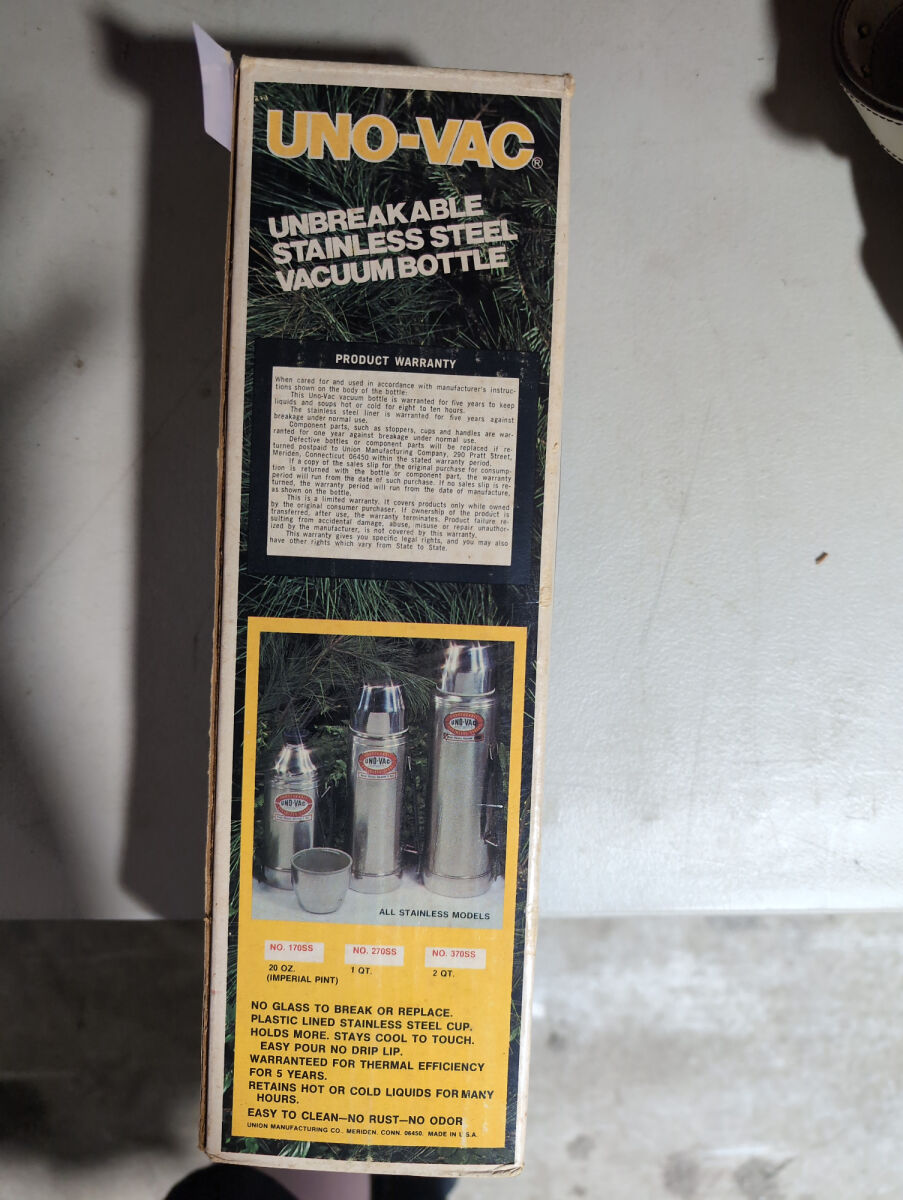 UNO-VAC®
UNBREAKABLE
STAINLESS STEEL
VACUUM BOTTLE
PRODUCT WARRANTY
When cared for and used in accordance with manufacturer's instruc-
tions shown on the body of the bottle:
This Uno-Vac vacuum bottle is warranted for five years to keep
liquids and soups hot or cold for eight to ten hours.
The stainless steel liner is warranted for five years against
breakage under normal use.
Component parts, such as stoppers, cups and handles are war-
ranted for one year against breakage under normal use.
Defective bottles or component parts will be replaced if re-
turned postpaid to Union Manufacturing Company, 290 Pratt Street,
Meriden, Connecticut 06450 within the stated warranty period.
If a copy of the sales slip for the original purchase for consump-
tion is returned with the bottle or component part, the warranty
period will run from the date of such purchase. If no sales slip is re-
turned, the warranty period will run from the date of manufacture,
as shown on the bottle.
This is a limited warranty. It covers products only while owned
by the original consumer purchaser. If ownership of the product is
transferred, after use, the warranty terminates. Product failure re-
sulting from accidental damage, abuse, misuse or repair unauthor-
ized by the manufacturer, is not covered by this warranty.
This warranty gives you specific legal rights, and you may also
have other rights which vary from State to State.
UNO-VAC
UNO-VAC
UNO-VAC
ALL STAINLESS MODELS
NO. 170SS NO. 270SS NO. 370SS
20 OZ. 1 QT. 2 QT.
(IMPERIAL PINT)
NO GLASS TO BREAK OR REPLACE.
PLASTIC LINED STAINLESS STEEL CUP.
HOLDS MORE. STAYS COOL TO TOUCH.
EASY POUR NO DRIP LIP.
WARRANTED FOR THERMAL EFFICIENCY
FOR 5 YEARS.
RETAINS HOT OR COLD LIQUIDS FOR MANY
HOURS.
EASY TO CLEAN—NO RUST—NO ODOR
UNION MANUFACTURING CO., MERIDEN, CONN. 06450. MADE IN U.S.A.